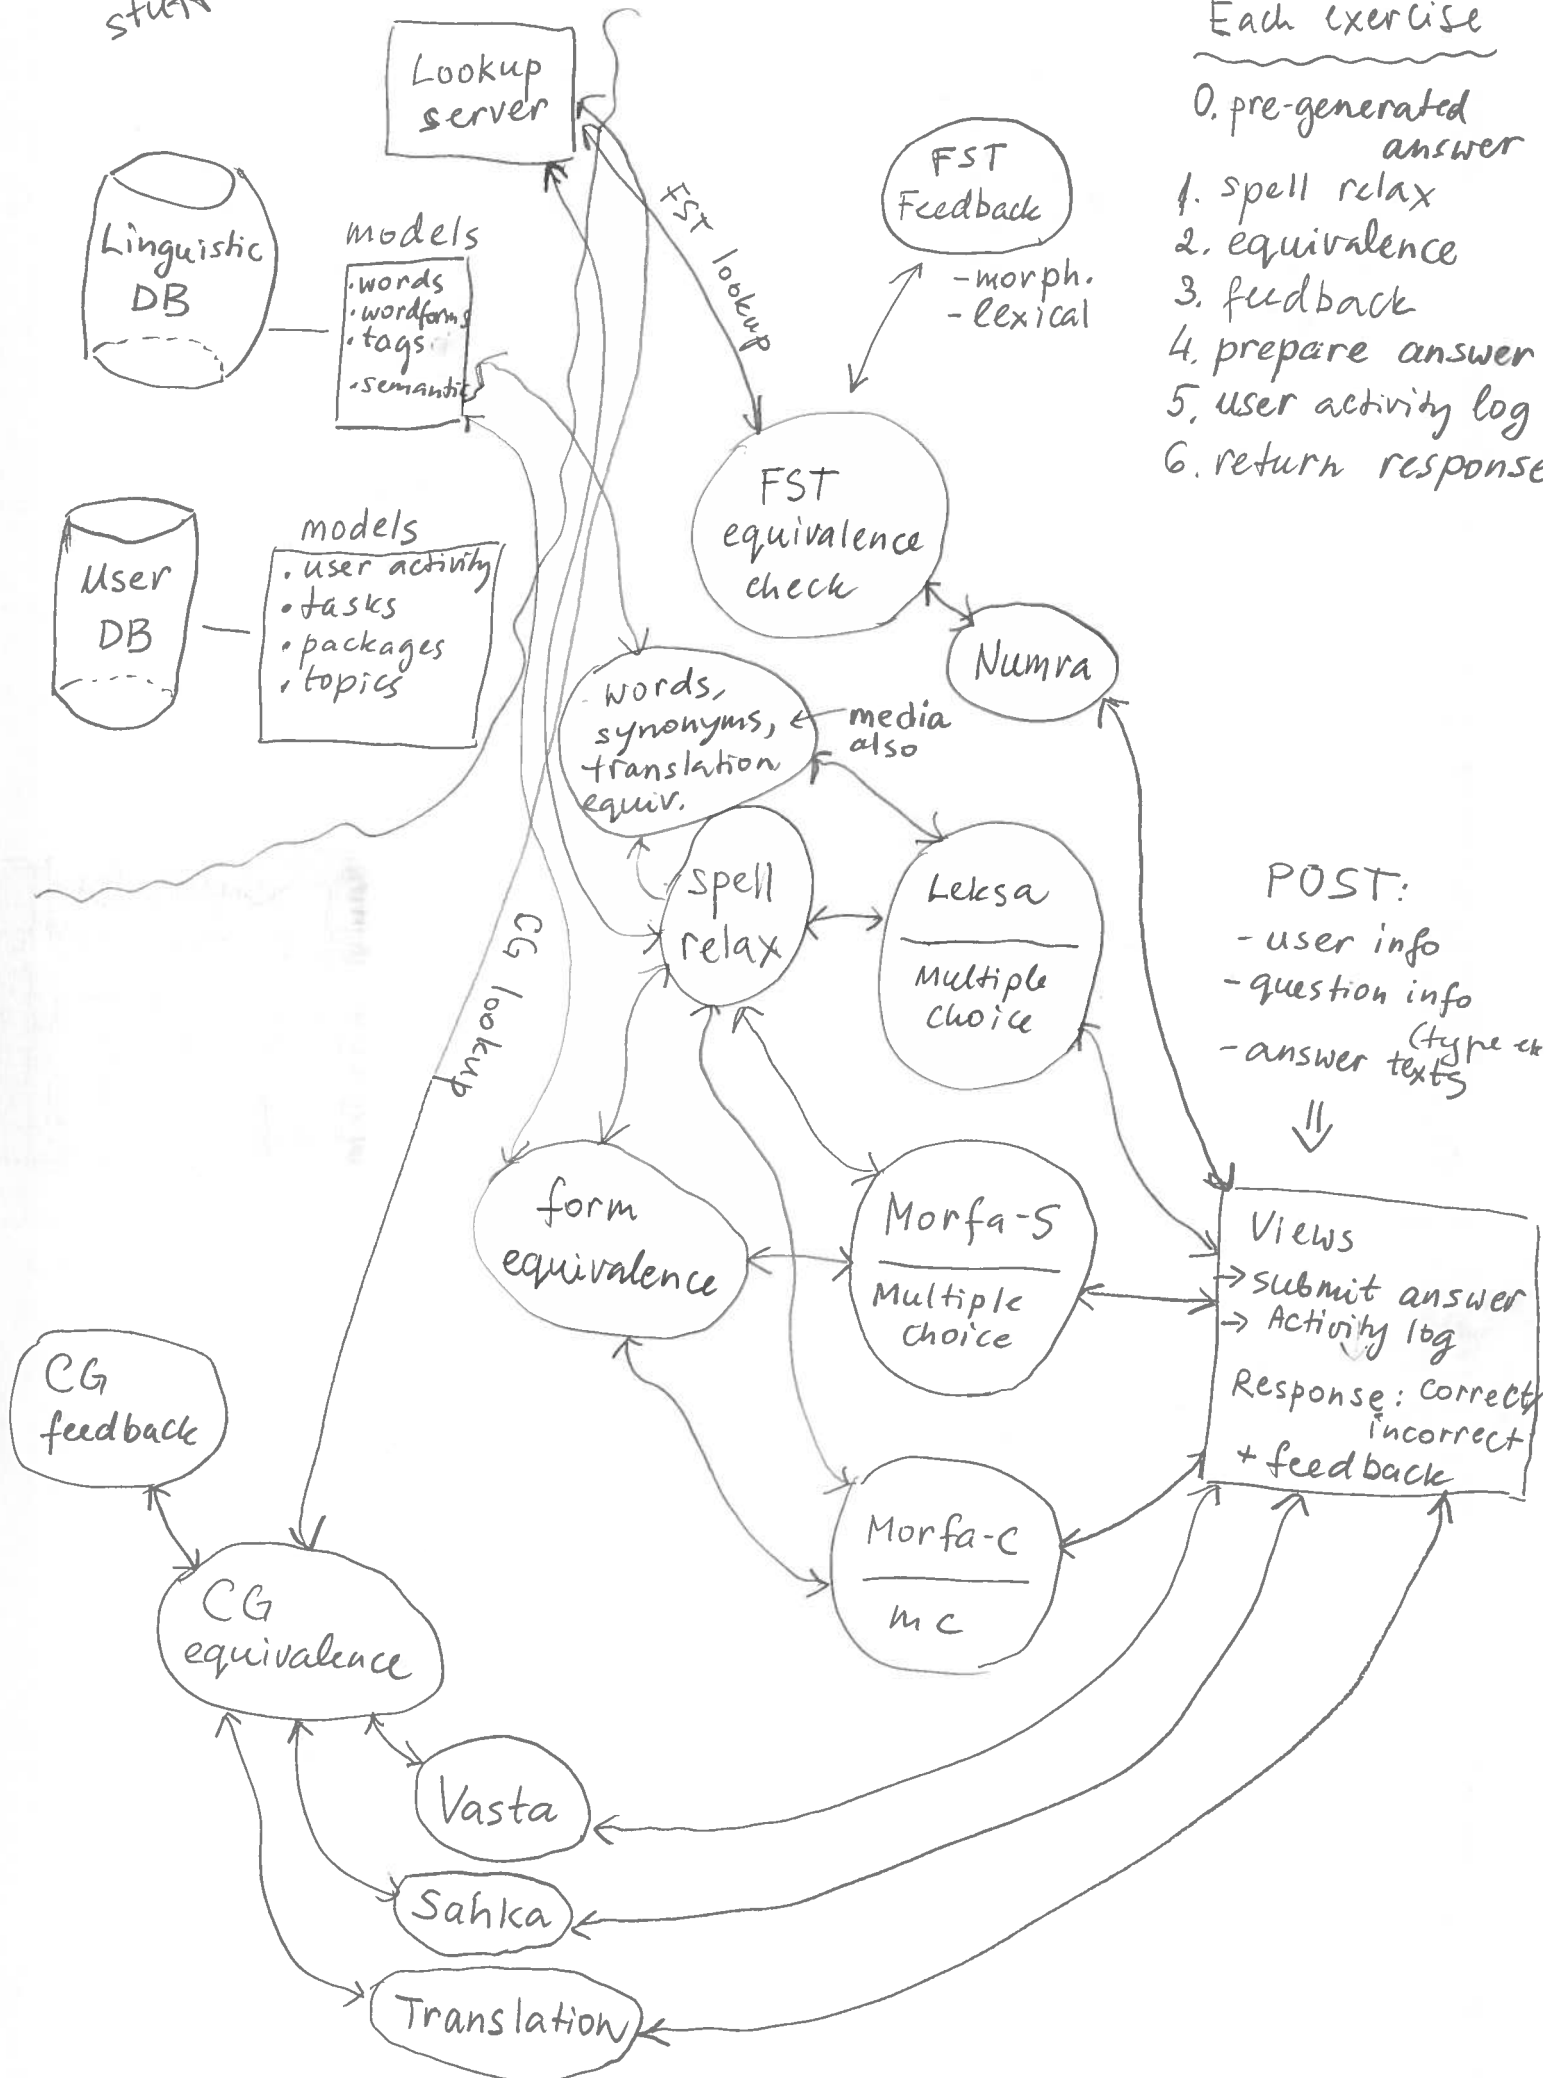 stuff
Lookup
server
Each exercise
0. pre-generated
answer
1. spell relax
2. equivalence
3. feedback
4. prepare answer
5. user activity log
6. return response
FST
Feedback
- morph.
- lexical
Linguistic
DB
models
• words
• wordforms
• tags
• semantics
FST lookup
FST
equivalence
check
User
DB
models
• user activity
• tasks
• packages
• topics
Numra
words,
synonyms,
translation
equiv.
media
also
spell
relax
Leksa
Multiple
choice
CG lookup
POST:
- user info
- question info
(type etc
- answer texts
form
equivalence
Morfa-S
Multiple
choice
Views
→ submit answer
→ Activity log
Response: correct/
incorrect
+ feedback
CG
feedback
Morfa-C
mc
CG
equivalence
Vasta
Sahka
Translation